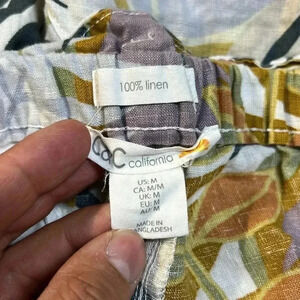 100% linen
C&C california
US: M
CA: M/M
UK: M
EU: M
AU: M
MADE IN
BANGLADESH